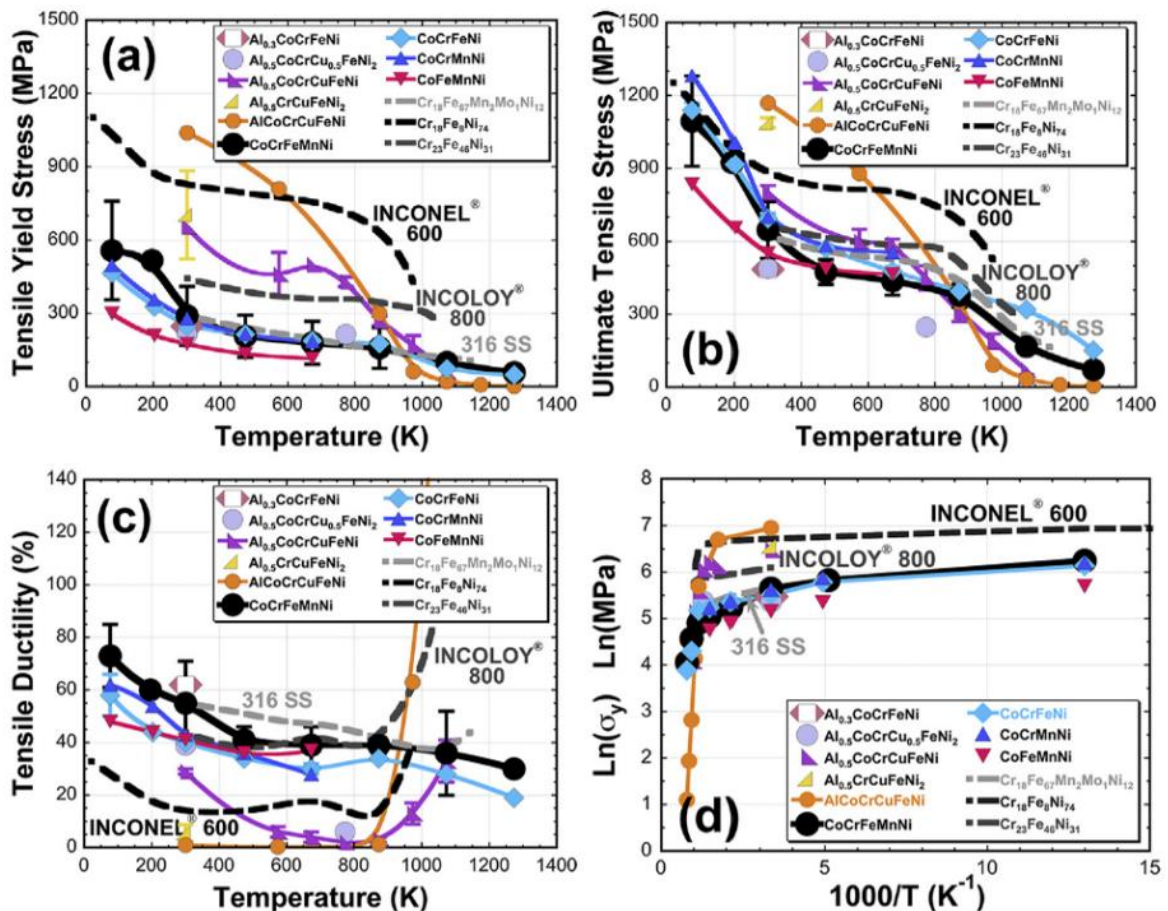 (a)
Tensile Yield Stress (MPa)
1500
1200
900
600
300
0
Al0.3CoCrFeNi
Al0.5CoCrCu0.5FeNi2
Al0.5CoCrCuFeNi
Al0.5CrCuFeNi2
AlCoCrCuFeNi
CoCrFeMnNi
CoCrFeNi
CoCrMnNi
CoFeMnNi
Cr18Fe67Mn2Mo1Ni12
Cr18Fe8Ni74
Cr23Fe46Ni31
INCONEL®
600
INCOLOY®
800
316 SS
0 200 400 600 800 1000 1200 1400
Temperature (K)
(b)
Ultimate Tensile Stress (MPa)
1500
1200
900
600
300
0
Al0.3CoCrFeNi
Al0.5CoCrCu0.5FeNi2
Al0.5CoCrCuFeNi
Al0.5CrCuFeNi2
AlCoCrCuFeNi
CoCrFeMnNi
CoCrFeNi
CoCrMnNi
CoFeMnNi
Cr18Fe67Mn2Mo1Ni12
Cr18Fe8Ni74
Cr23Fe46Ni31
INCONEL®
600
INCOLOY®
800
316 SS
0 200 400 600 800 1000 1200 1400
Temperature (K)
(c)
Tensile Ductility (%)
140
120
100
80
60
40
20
0
Al0.3CoCrFeNi
Al0.5CoCrCu0.5FeNi2
Al0.5CoCrCuFeNi
Al0.5CrCuFeNi2
AlCoCrCuFeNi
CoCrFeMnNi
CoCrFeNi
CoCrMnNi
CoFeMnNi
Cr18Fe67Mn2Mo1Ni12
Cr18Fe8Ni74
Cr23Fe46Ni31
INCOLOY®
800
316 SS
INCONEL® 600
0 200 400 600 800 1000 1200 1400
Temperature (K)
(d)
Ln(σy) Ln(MPa)
8
7
6
5
4
3
2
1
0
INCONEL® 600
INCOLOY® 800
316 SS
Al0.3CoCrFeNi
Al0.5CoCrCu0.5FeNi2
Al0.5CoCrCuFeNi
Al0.5CrCuFeNi2
AlCoCrCuFeNi
CoCrFeMnNi
CoCrFeNi
CoCrMnNi
CoFeMnNi
Cr18Fe67Mn2Mo1Ni12
Cr18Fe8Ni74
Cr23Fe46Ni31
0 5 10 15
1000/T (K-1)